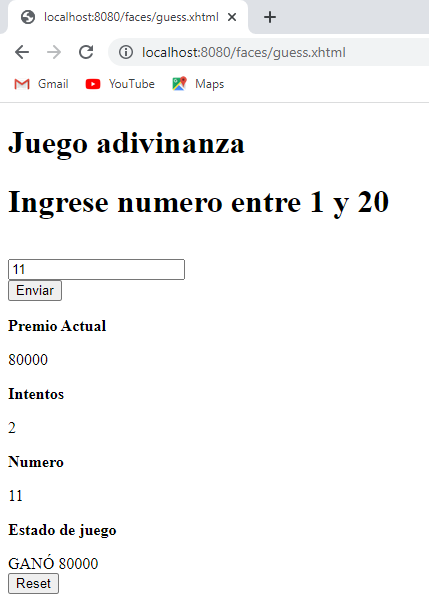 localhost:8080/faces/guess.xhtml
localhost:8080/faces/guess.xhtml
Gmail YouTube Maps
Juego adivinanza
Ingrese numero entre 1 y 20
11
Enviar
Premio Actual
80000
Intentos
2
Numero
11
Estado de juego
GANÓ 80000
Reset